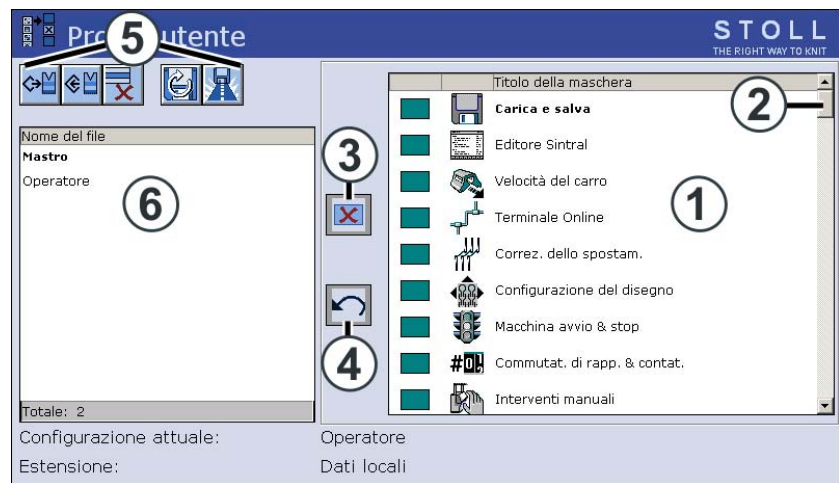 Pro utente
STOLL
THE RIGHT WAY TO KNIT
5
Titolo della maschera
2
Carica e salva
Nome del file
Mastro
Operatore
6
3
4
Editore Sintral
Velocità del carro
1
Terminale Online
Correz. dello spostam.
Configurazione del disegno
Macchina avvio & stop
Commutat. di rapp. & contat.
Interventi manuali
Totale: 2
Configurazione attuale: Operatore
Estensione: Dati locali